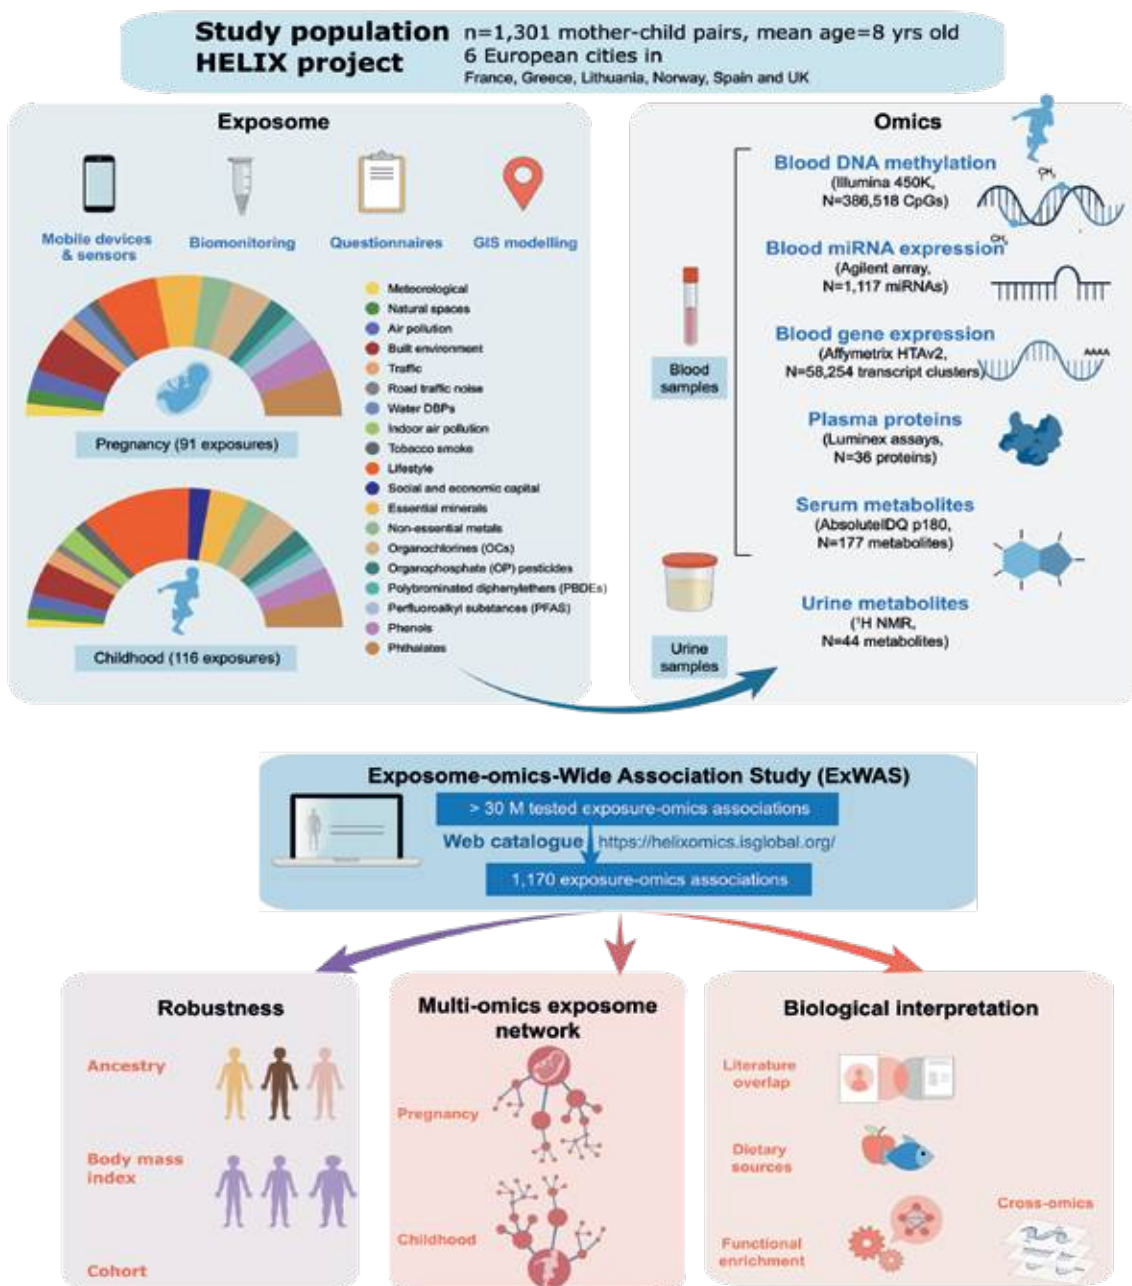 Study population
HELIX project
n=1,301 mother-child pairs, mean age=8 yrs old
6 European cities in
France, Greece, Lithuania, Norway, Spain and UK
Exposome
Mobile devices
& sensors
Biomonitoring
Questionnaires
GIS modelling
Pregnancy (91 exposures)
Childhood (116 exposures)
Meteorological
Natural spaces
Air pollution
Built environment
Traffic
Road traffic noise
Water DBPs
Indoor air pollution
Tobacco smoke
Lifestyle
Social and economic capital
Essential minerals
Non-essential metals
Organochlorines (OCs)
Organophosphate (OP) pesticides
Polybrominated diphenylethers (PBDEs)
Perfluoroalkyl substances (PFAS)
Phenols
Phthalates
Omics
Blood
samples
Urine
samples
Blood DNA methylation
(Illumina 450K,
N=386,518 CpGs)
CH₃
CH₃
Blood miRNA expression
(Agilent array,
N=1,117 miRNAs)
Blood gene expression
(Affymetrix HTAv2,
N=58,254 transcript clusters)
AAAA
Plasma proteins
(Luminex assays,
N=36 proteins)
Serum metabolites
(AbsoluteIDQ p180,
N=177 metabolites)
Urine metabolites
(¹H NMR,
N=44 metabolites)
Exposome-omics-Wide Association Study (ExWAS)
> 30 M tested exposure-omics associations
Web catalogue https://helixomics.isglobal.org/
1,170 exposure-omics associations
Robustness
Ancestry
Body mass
index
Cohort
Multi-omics exposome
network
Pregnancy
Childhood
Biological interpretation
Literature
overlap
Dietary
sources
Functional
enrichment
Cross-omics